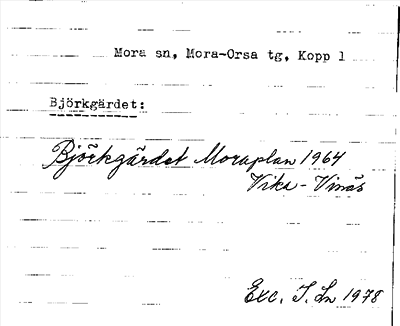 Mora sn, Mora-Orsa tg, Kopp 1
Björkgärdet:
Björkgärdet Moraplan 1964
Vika - Vinäs
Exc. I. Ln 1978